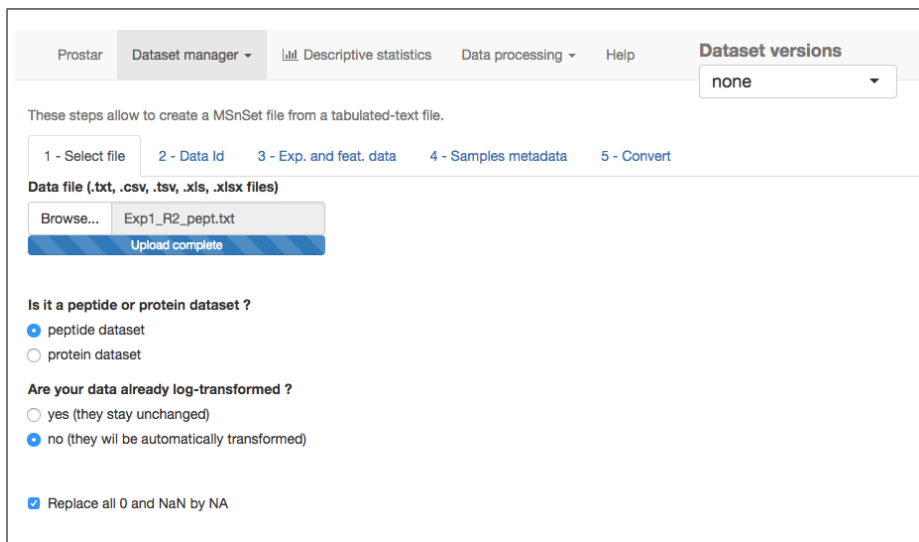 Prostar Dataset manager Descriptive statistics Data processing Help Dataset versions
none
These steps allow to create a MSnSet file from a tabulated-text file.
1 - Select file 2 - Data Id 3 - Exp. and feat. data 4 - Samples metadata 5 - Convert
Data file (.txt, .csv, .tsv, .xls, .xlsx files)
Browse... Exp1_R2_pept.txt
Upload complete
Is it a peptide or protein dataset ?
peptide dataset
protein dataset
Are your data already log-transformed ?
yes (they stay unchanged)
no (they wil be automatically transformed)
Replace all 0 and NaN by NA